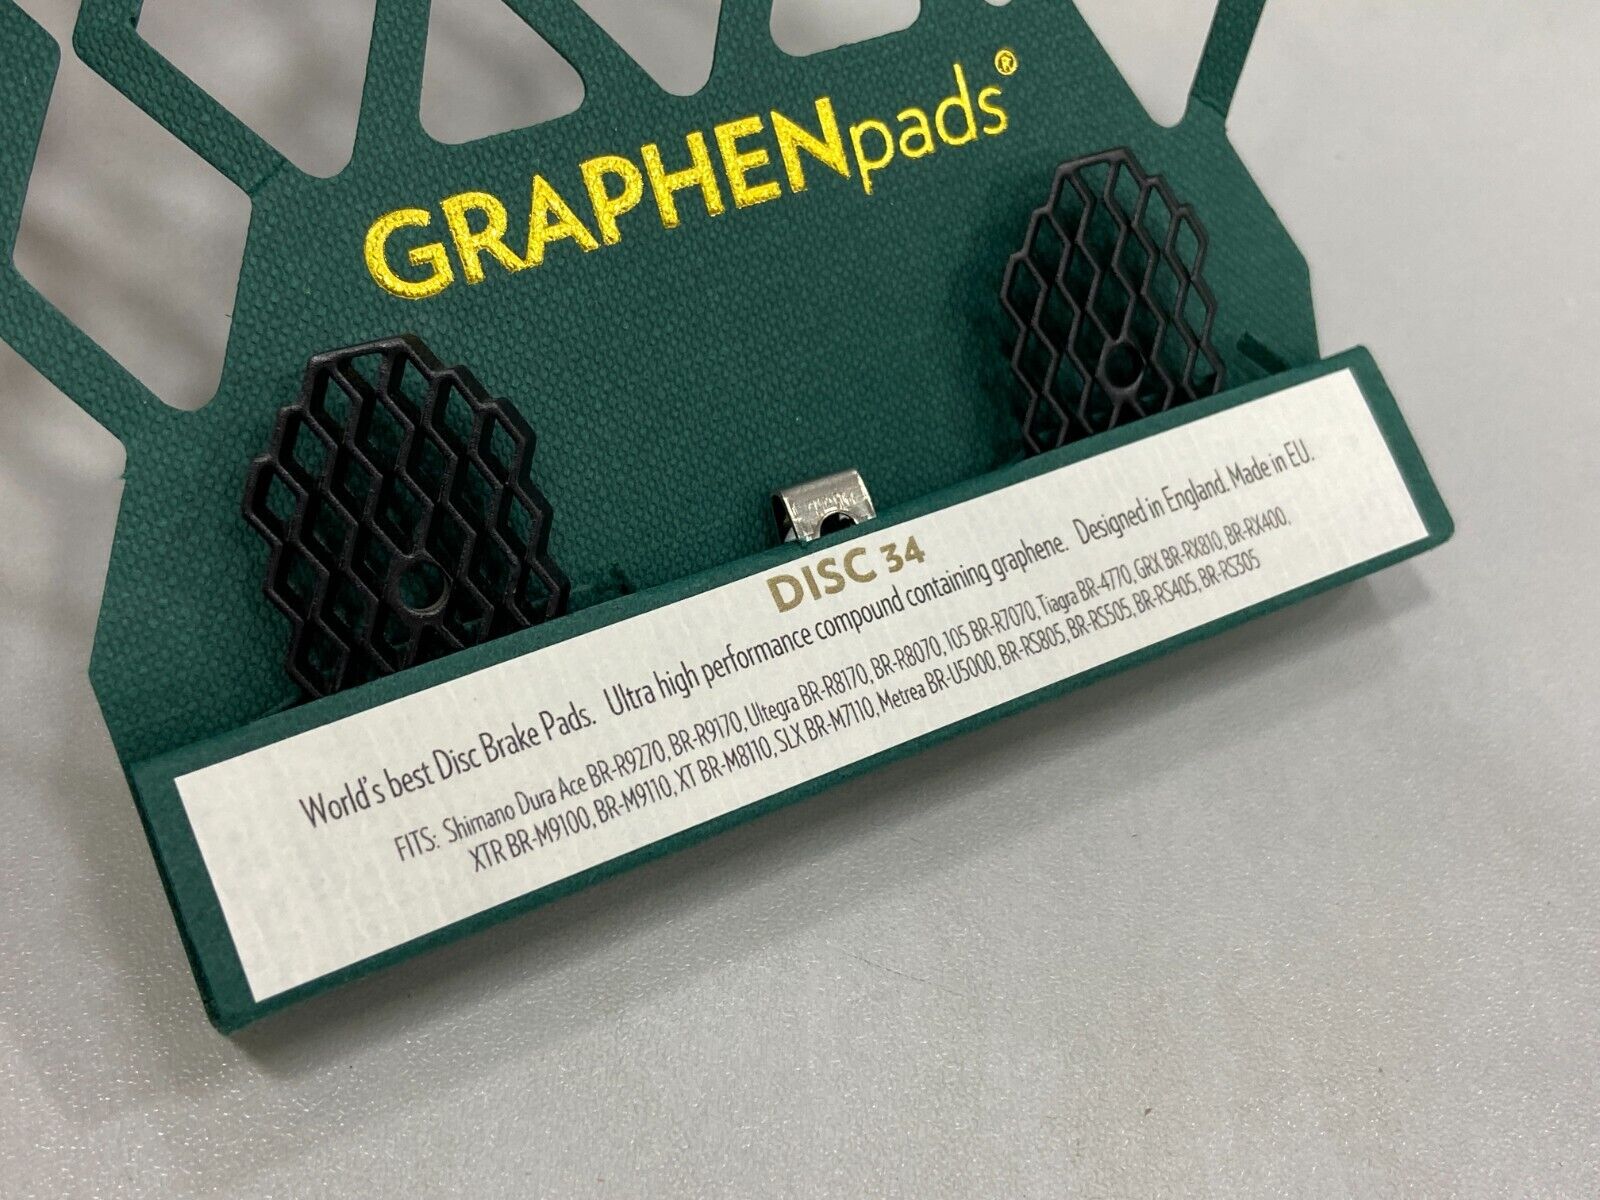 GRAPHENpads®
DISC 34
World's best Disc Brake Pads. Ultra high performance compound containing graphene. Designed in England. Made in EU.
FITS: Shimano Dura Ace BR-R9270, BR-R9170, Ultegra BR-R8170, BR-R8070, 105 BR-R7070, Tiagra BR-4770, GRX BR-RX810, BR-RX400,
XTR BR-M9100, BR-M9110, XT BR-M8110, SLX BR-M7110, Metrea BR-U5000, BR-RS805, BR-RS505, BR-RS405, BR-RS305